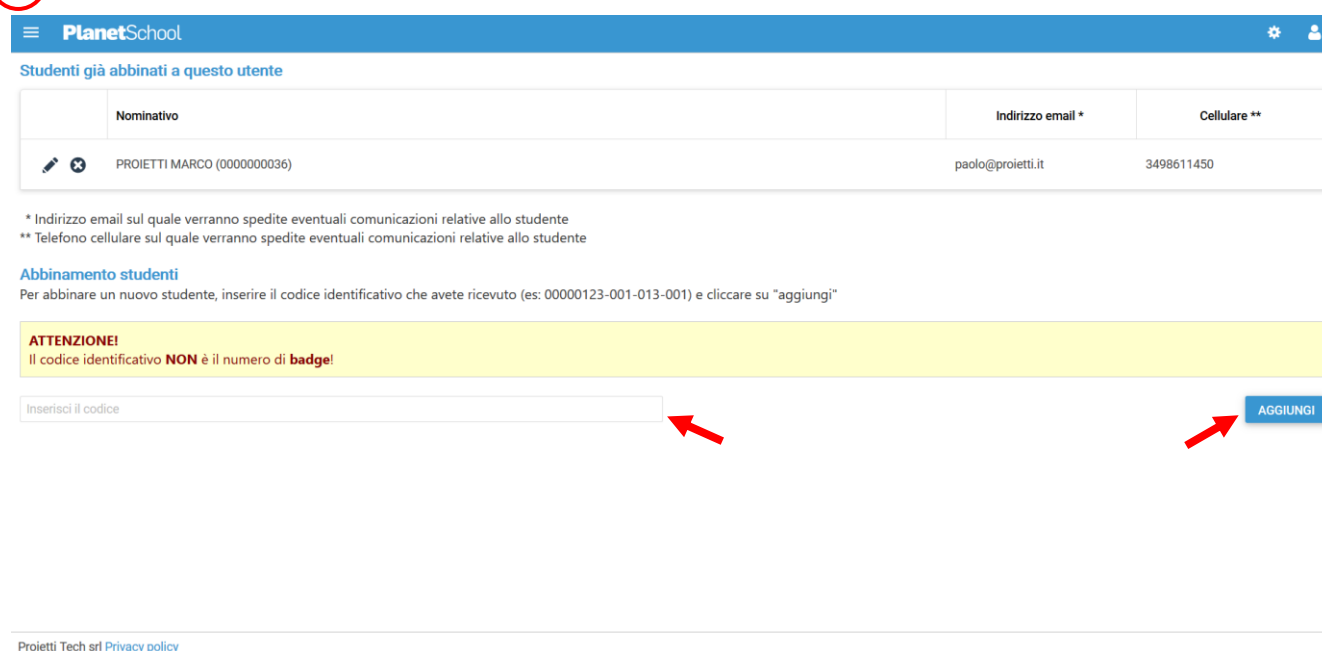 PlanetSchool
Studenti già abbinati a questo utente
Nominativo Indirizzo email * Cellulare **
PROIETTI MARCO (0000000036) paolo@proietti.it 3498611450
* Indirizzo email sul quale verranno spedite eventuali comunicazioni relative allo studente
** Telefono cellulare sul quale verranno spedite eventuali comunicazioni relative allo studente
Abbinamento studenti
Per abbinare un nuovo studente, inserire il codice identificativo che avete ricevuto (es: 00000123-001-013-001) e cliccare su "aggiungi"
ATTENZIONE!
Il codice identificativo NON è il numero di badge!
Inserisci il codice AGGIUNGI
Proietti Tech srl Privacy policy